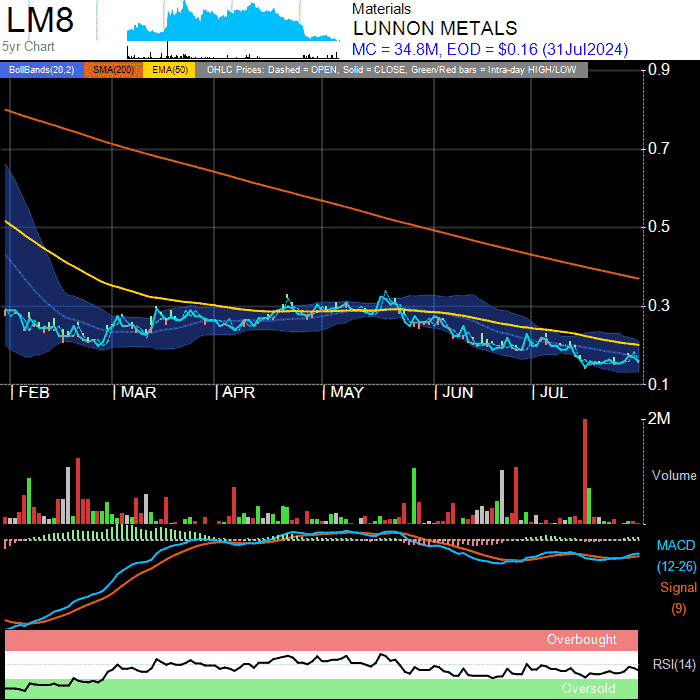 LM8
5yr Chart
Materials
LUNNON METALS
MC = 34.8M, EOD = $0.16 (31Jul2024)
BollBands(20,2) SMA(200) EMA(50) OHLC Prices: Dashed = OPEN, Solid = CLOSE, Green/Red bars = Intra-day HIGH/LOW
0.9
0.7
0.5
0.3
0.1
| FEB | MAR | APR | MAY | JUN | JUL
2M
Volume
MACD
(12-26)
Signal
(9)
Overbought
RSI(14)
Oversold